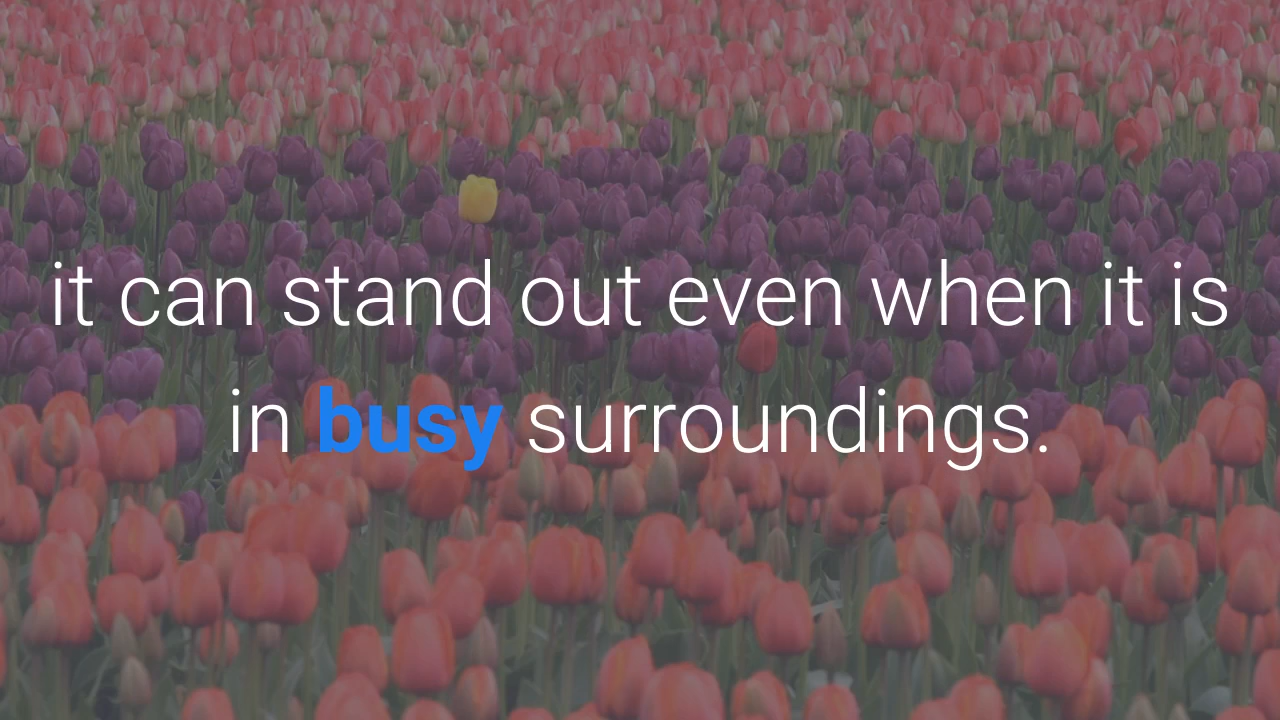 it can stand out even when it is
in busy surroundings.